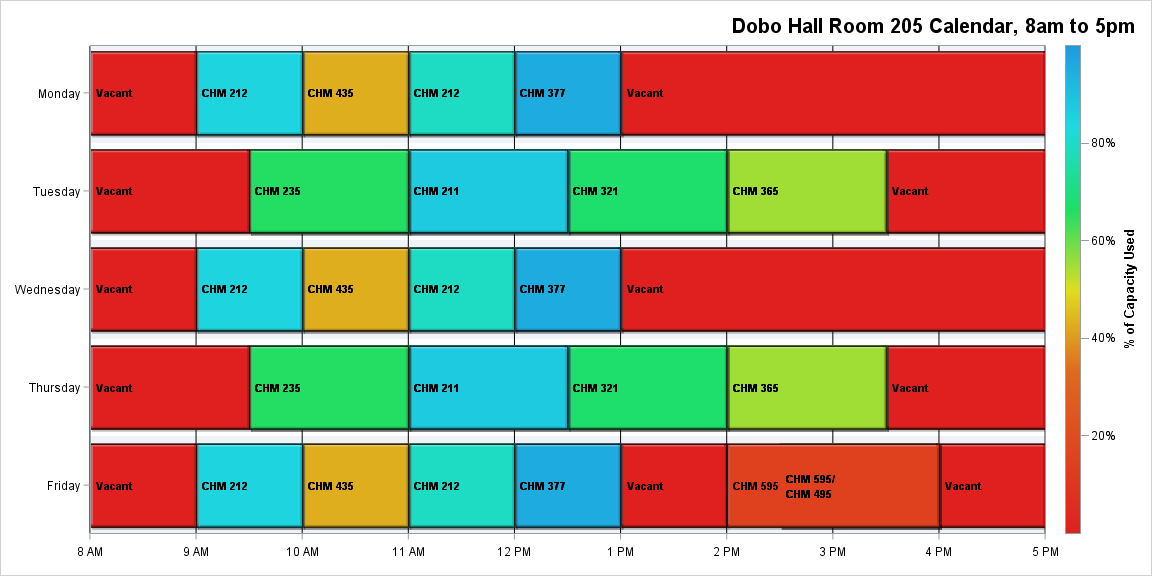 Dobo Hall Room 205 Calendar, 8am to 5pm
Monday
Vacant
CHM 212
CHM 435
CHM 212
CHM 377
Vacant
Tuesday
Vacant
CHM 235
CHM 211
CHM 321
CHM 365
Vacant
Wednesday
Vacant
CHM 212
CHM 435
CHM 212
CHM 377
Vacant
Thursday
Vacant
CHM 235
CHM 211
CHM 321
CHM 365
Vacant
Friday
Vacant
CHM 212
CHM 435
CHM 212
CHM 377
Vacant
CHM 595
CHM 595/
CHM 495
Vacant
8 AM
9 AM
10 AM
11 AM
12 PM
1 PM
2 PM
3 PM
4 PM
5 PM
80%
60%
40%
20%
% of Capacity Used